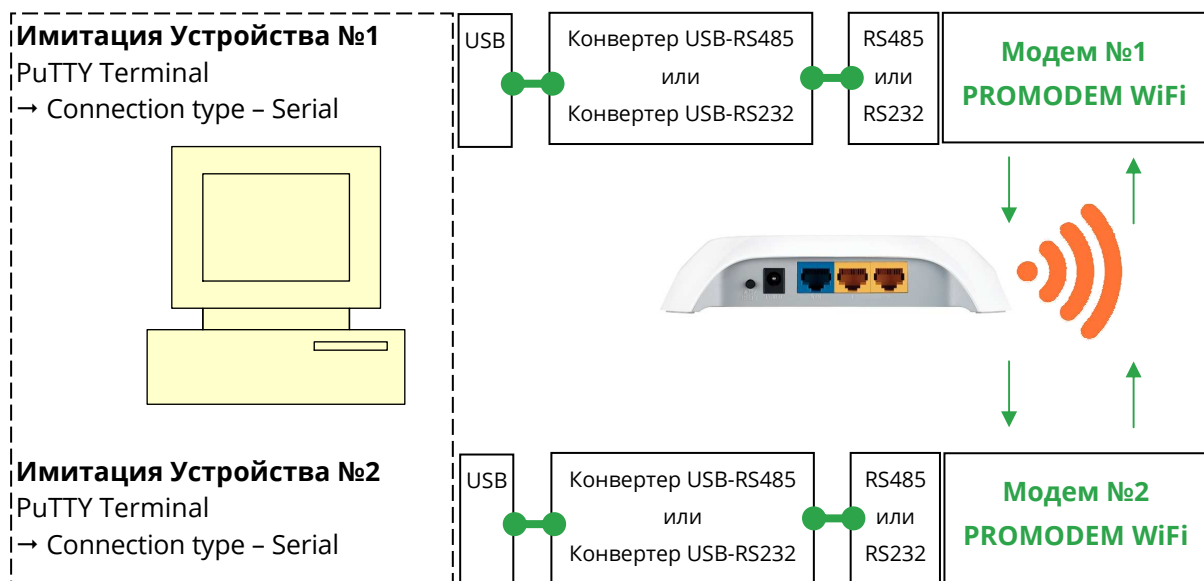 Имитация Устройства №1
PuTTY Terminal
→ Connection type – Serial
USB
Конвертер USB-RS485
или
Конвертер USB-RS232
RS485
или
RS232
Модем №1
PROMODEM WiFi
Имитация Устройства №2
PuTTY Terminal
→ Connection type – Serial
USB
Конвертер USB-RS485
или
Конвертер USB-RS232
RS485
или
RS232
Модем №2
PROMODEM WiFi